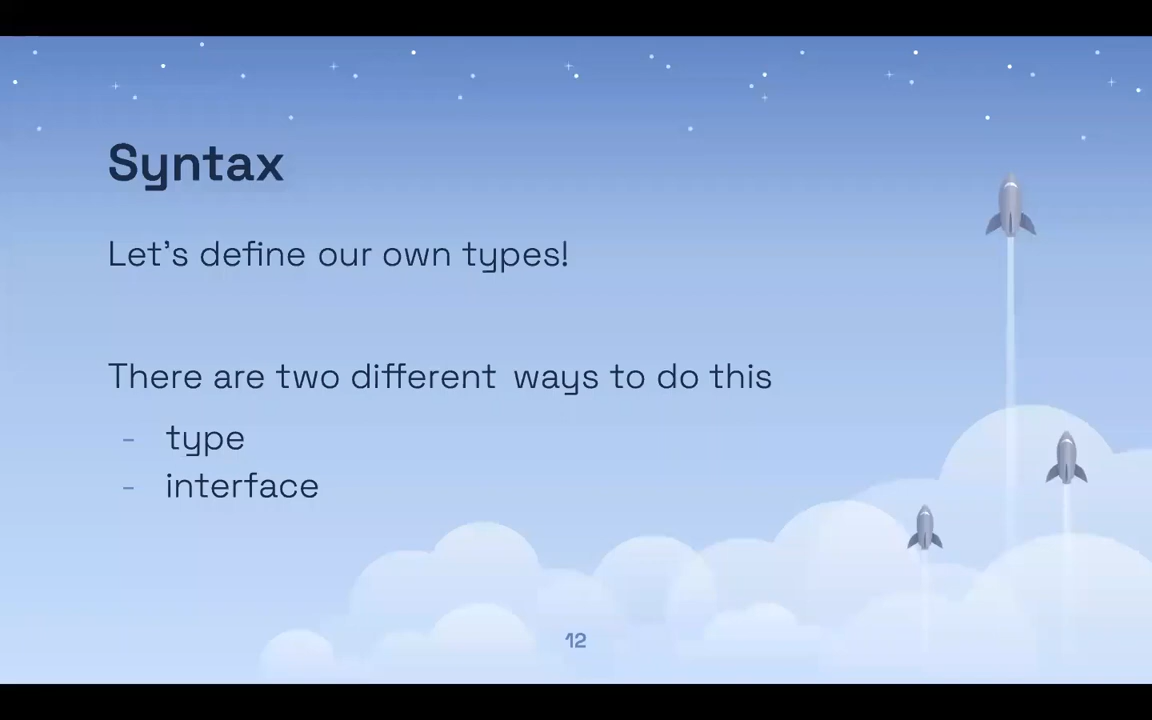 Syntax
Let's define our own types!
There are two different ways to do this
- type
- interface
12